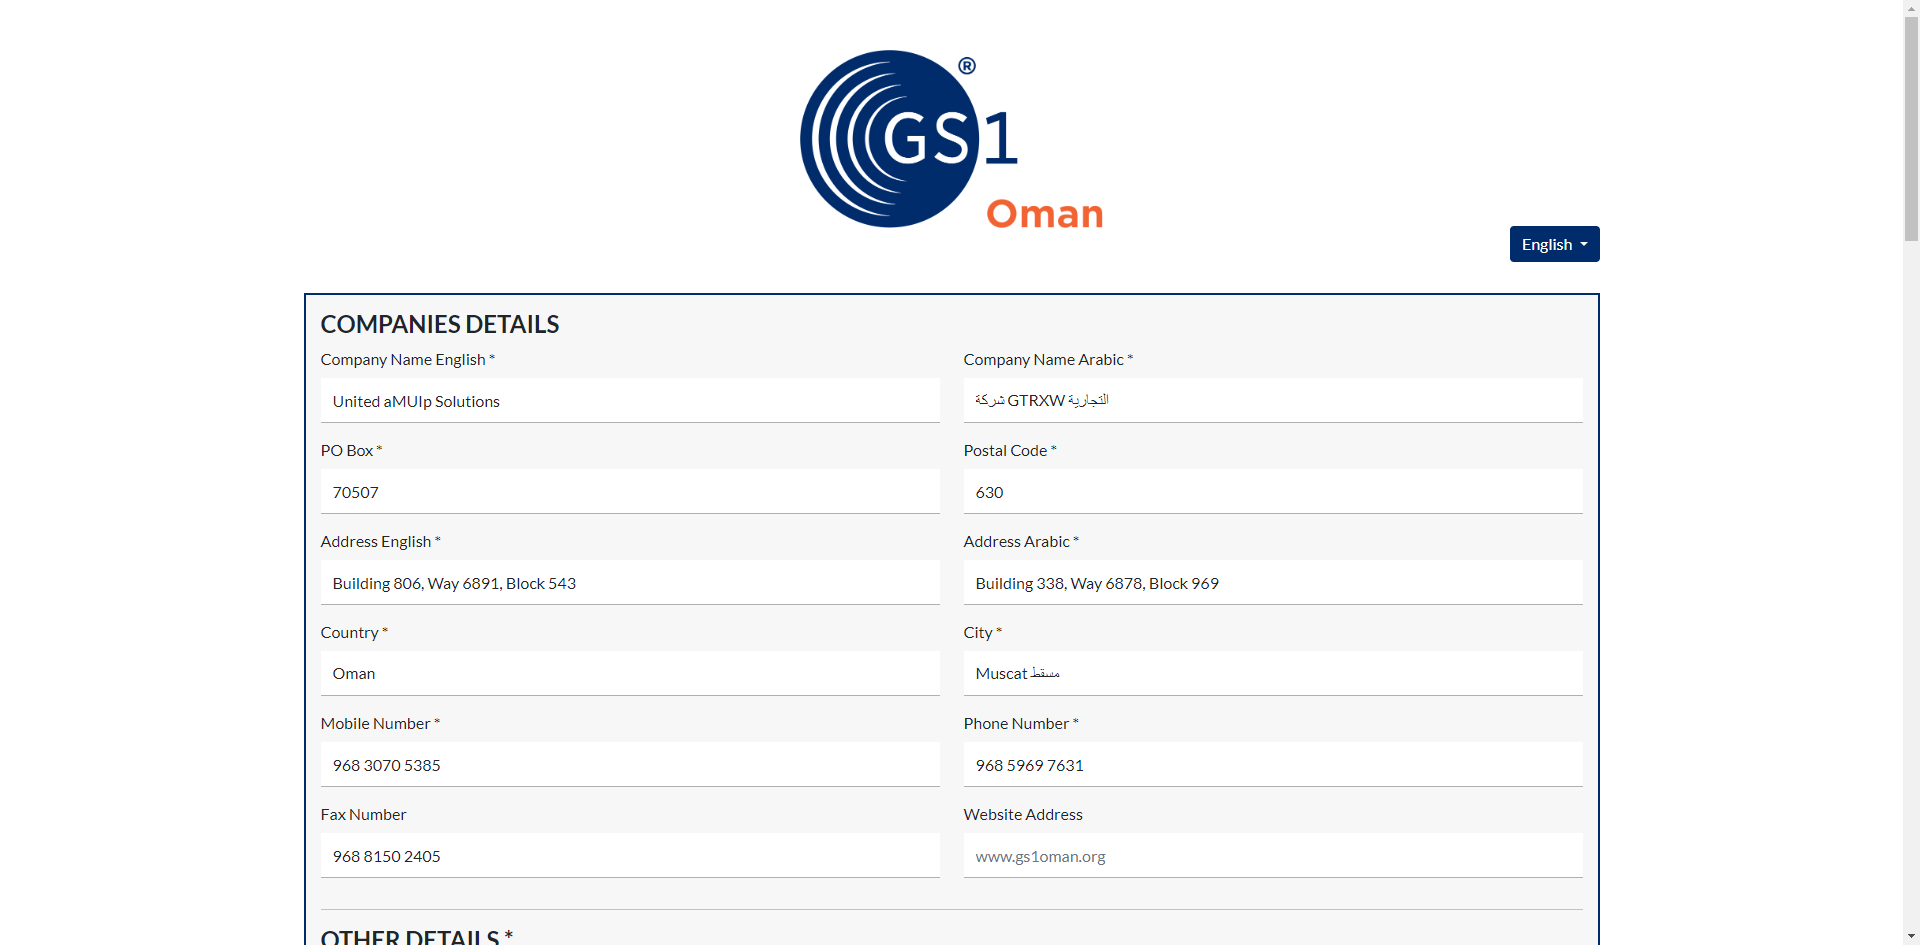 GS1®
Oman
English
COMPANIES DETAILS
Company Name English *
Company Name Arabic *
United aMUIp Solutions
شركة GTRXW التجارية
PO Box *
Postal Code *
70507
630
Address English *
Address Arabic *
Building 806, Way 6891, Block 543
Building 338, Way 6878, Block 969
Country *
City *
Oman
Muscat مسقط
Mobile Number *
Phone Number *
968 3070 5385
968 5969 7631
Fax Number
Website Address
968 8150 2405
www.gs1oman.org
OTHER DETAILS *